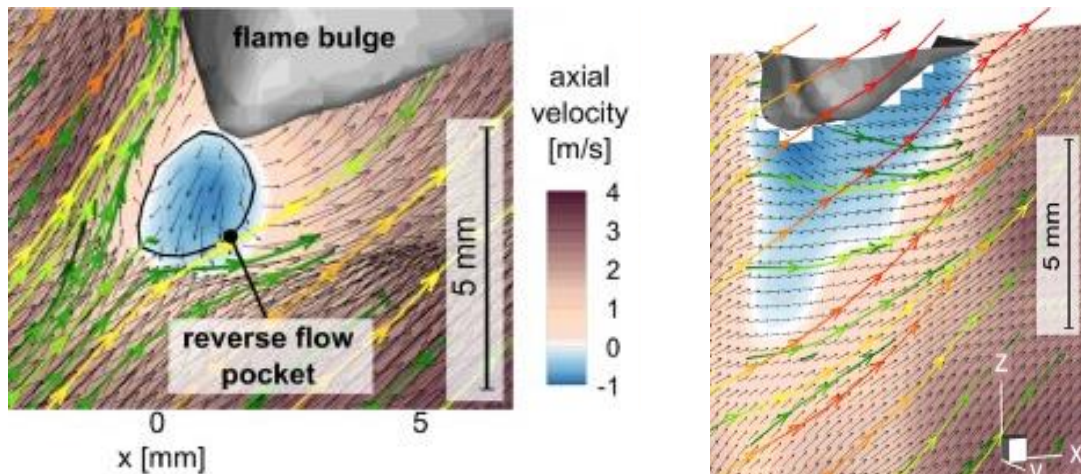 flame bulge
axial
velocity
[m/s]
4
3
2
1
0
-1
5 mm
reverse flow
pocket
0
5
x [mm]
5 mm
Z
X
y